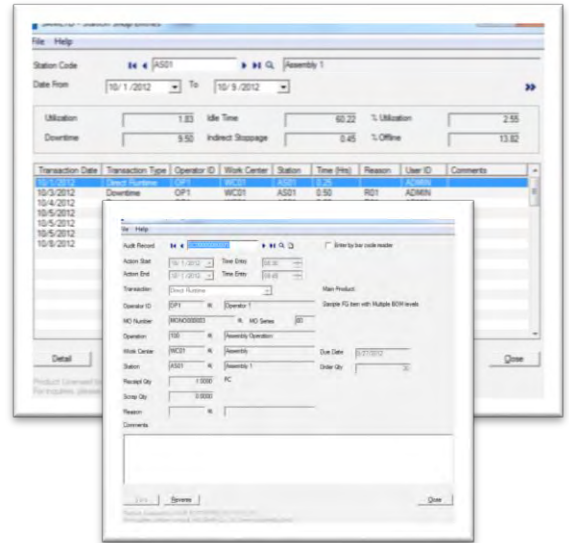 File Help
Station Code AS01 Assembly 1
Date From 10/ 1 /2012 To 10/ 9 /2012
Utilization 1.83 Idle Time 60.22 % Utilization 2.55
Downtime 9.50 Indirect Stoppage 0.45 % Offline 13.82
Transaction Date Transaction Type Operator ID Work Center Station Time (Hrs) Reason User ID Comments
10/1/2012 Direct Runtime OP1 WC01 AS01 0.25 ADMIN
10/3/2012 Downtime OP1 WC01 AS01 0.50 R01 ADMIN
10/4/2012
10/5/2012
10/5/2012
10/5/2012
10/8/2012
Detail Close
Help
Audit Record Enter by bar code reader
Action Start 10/ 1 /2012 Time Entry
Action End 10/ 1 /2012 Time Entry
Transaction Direct Runtime Main Product
Operator ID OP1 Operator 1 Sample FG item with Multiple BOM levels
MO Number MO Series
Operation 100 Assembly Operation
Work Center WC01 Assembly Due Date
Station AS01 Assembly 1 Order Qty
Receipt Qty 1.0000 PC
Scrap Qty 0.0000
Reason
Comments
Reverse Close